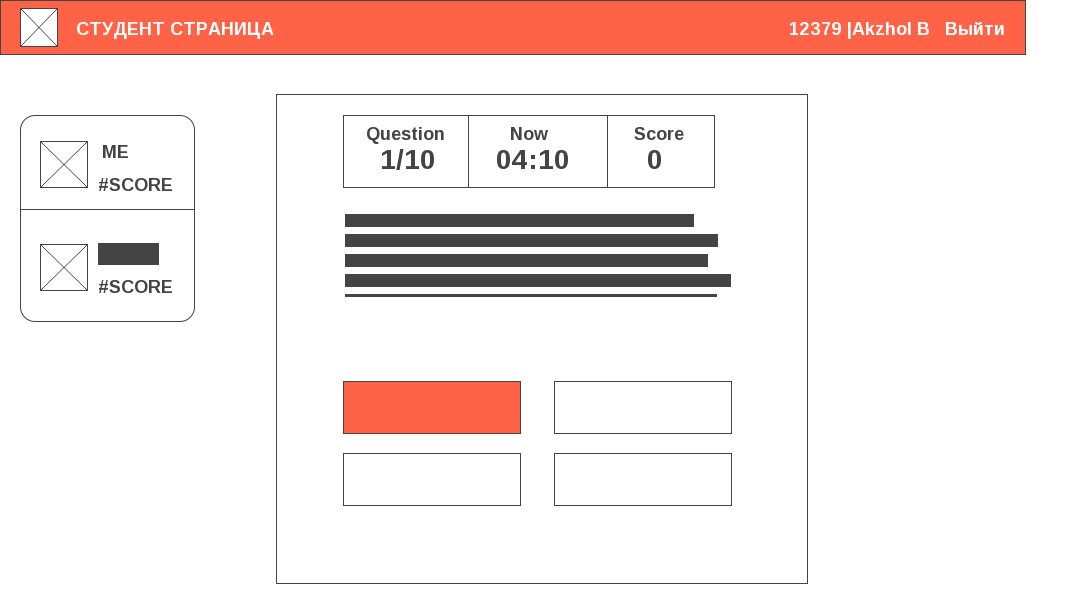 СТУДЕНТ СТРАНИЦА
12379 |Akzhol B Выйти
ME
#SCORE
#SCORE
Question
1/10
Now
04:10
Score
0